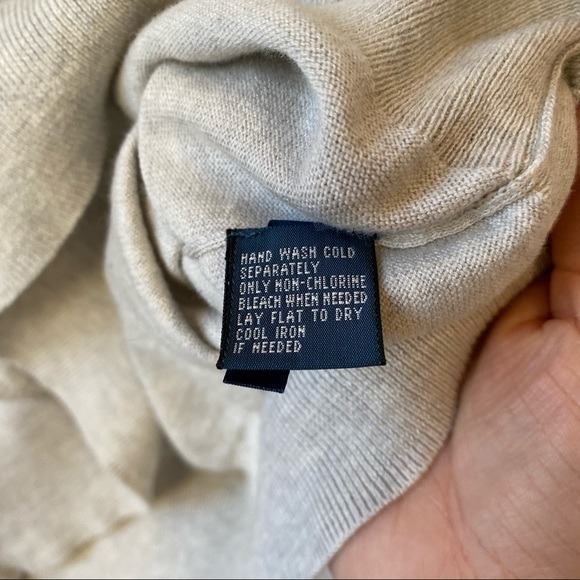 HAND WASH COLD
SEPARATELY
ONLY NON-CHLORINE
BLEACH WHEN NEEDED
LAY FLAT TO DRY
COOL IRON
IF NEEDED